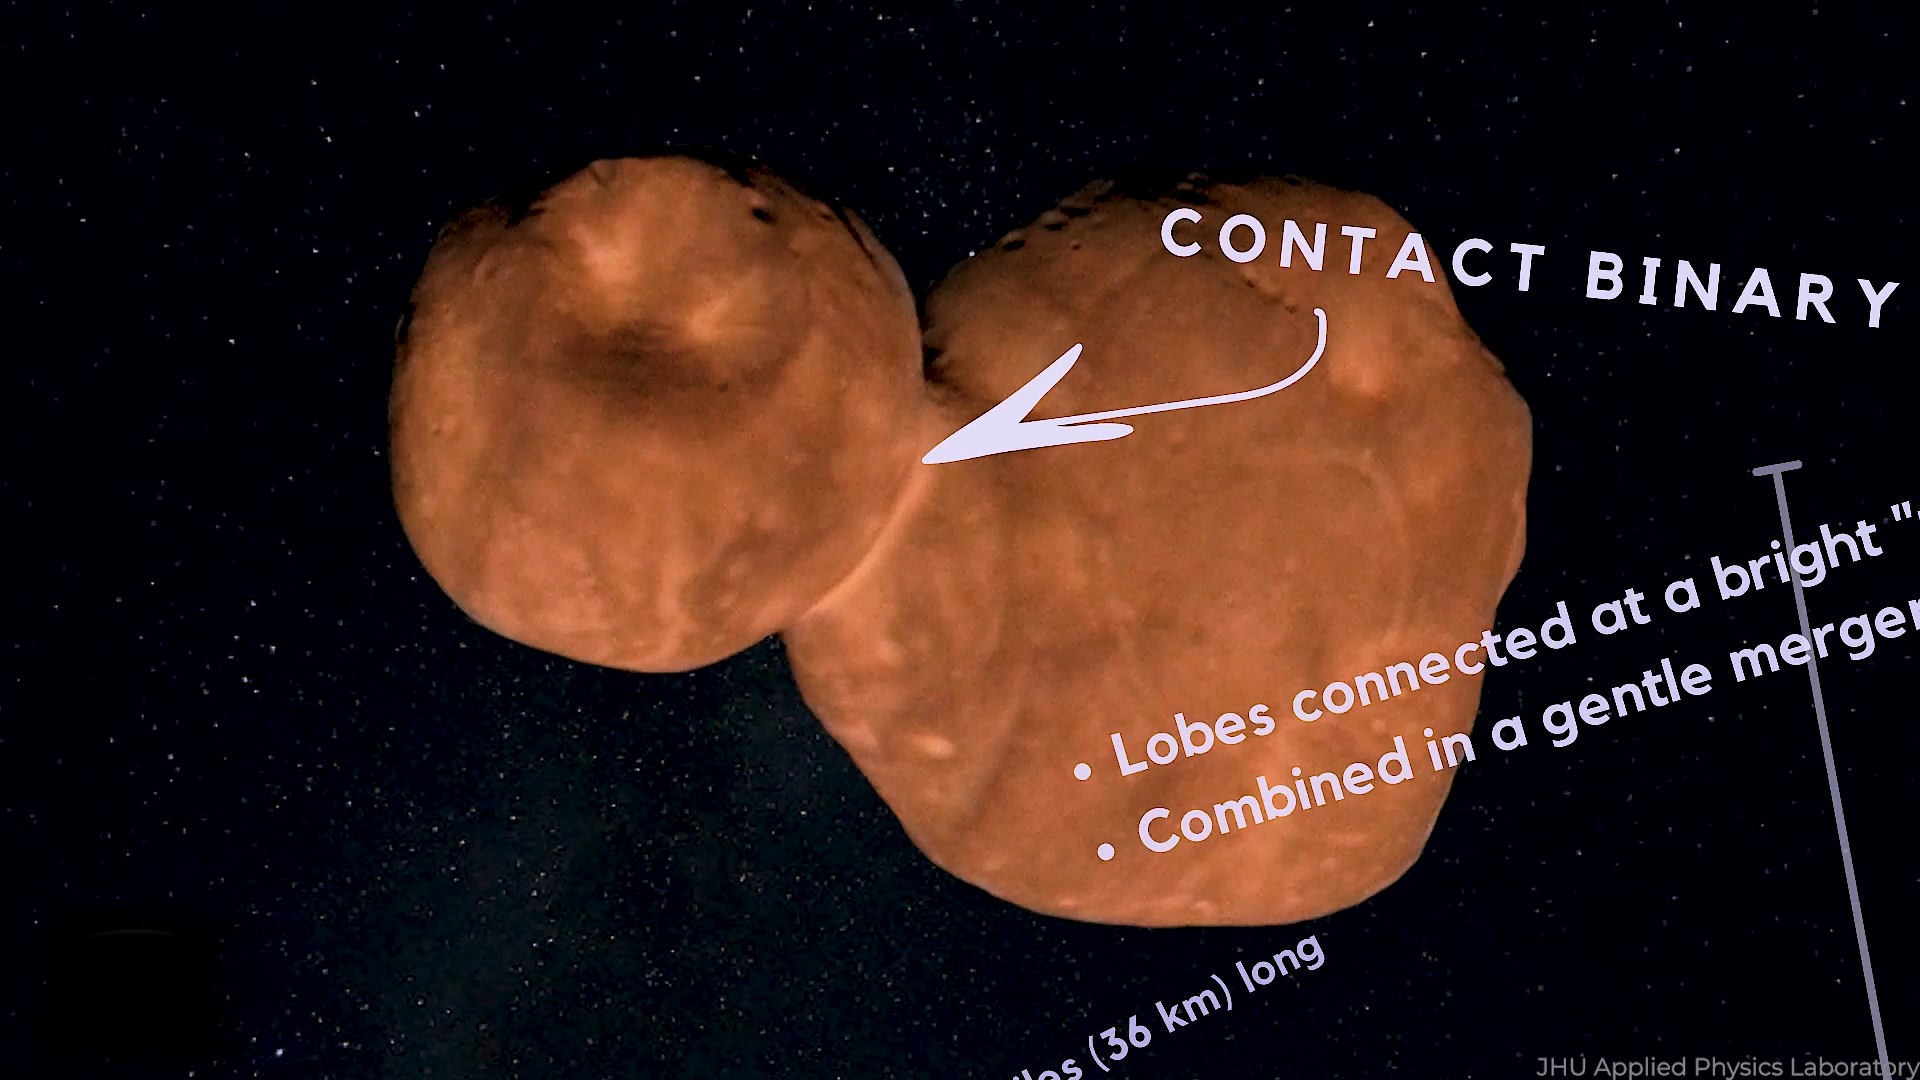 CONTACT BINARY
• Lobes connected at a bright "
• Combined in a gentle merger
(36 km) long
JHU Applied Physics Laboratory